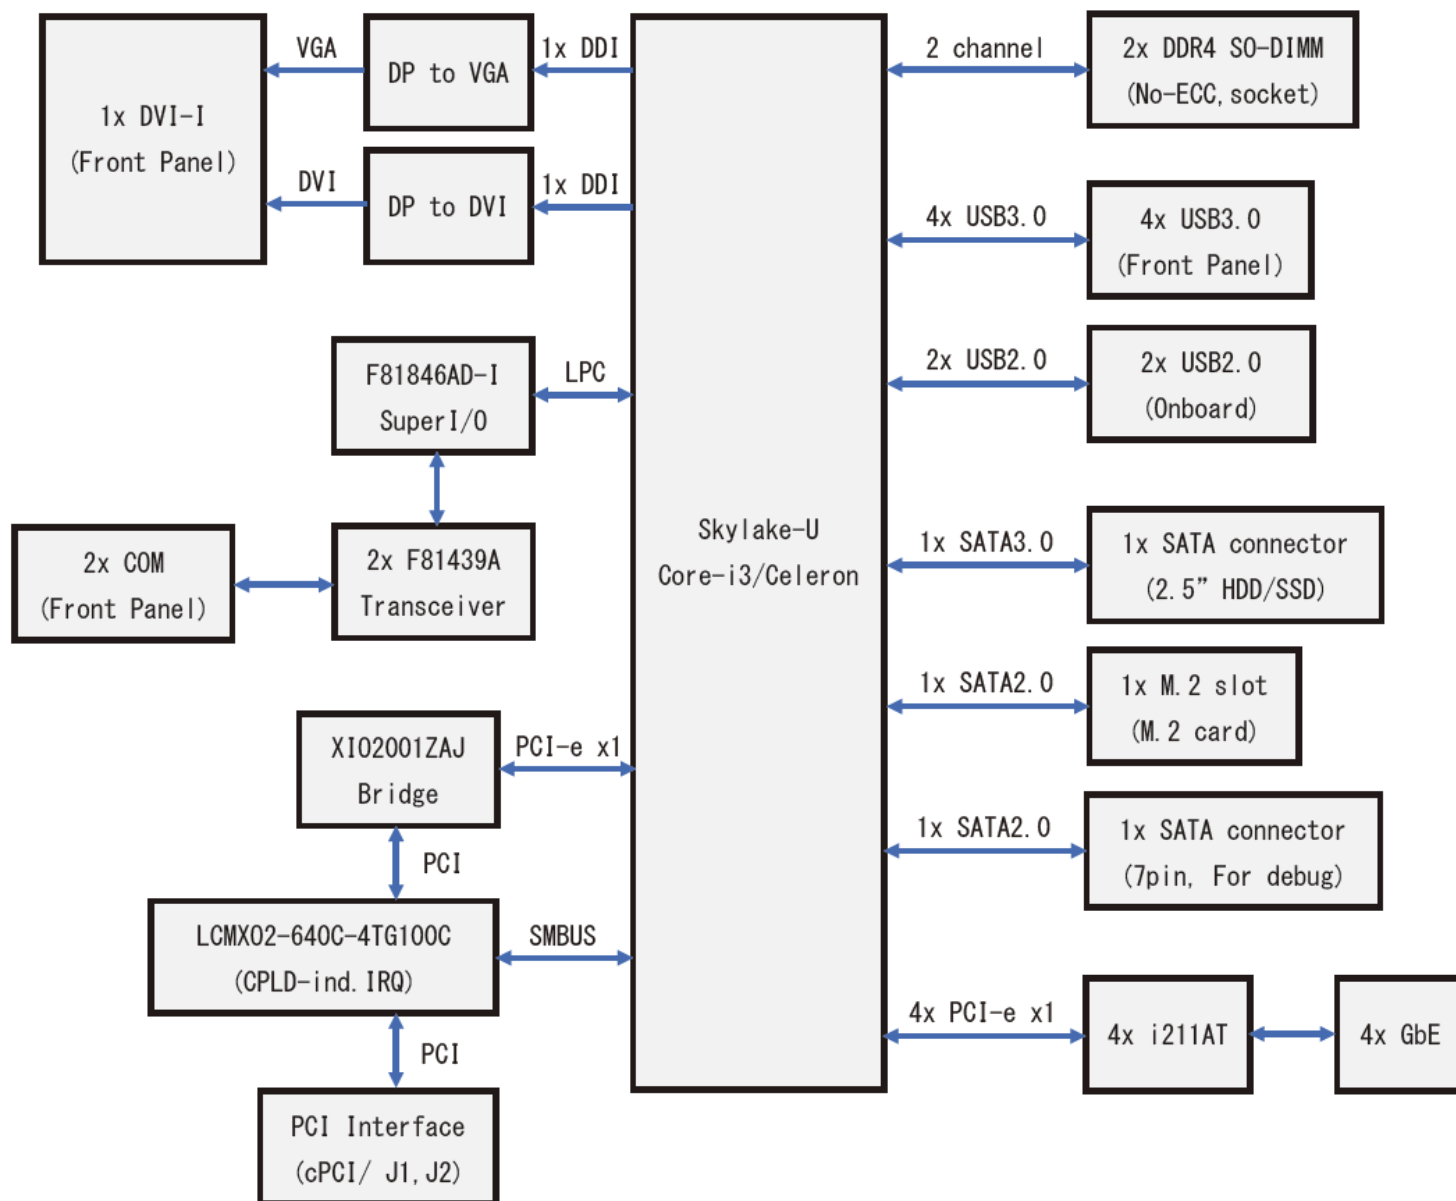 1x DVI-I
(Front Panel)
VGA
DP to VGA
1x DDI
DVI
DP to DVI
1x DDI
F81846AD-I
SuperI/O
LPC
2x COM
(Front Panel)
2x F81439A
Transceiver
XIO2001ZAJ
Bridge
PCI-e x1
PCI
LCMXO2-640C-4TG100C
(CPLD-ind.IRQ)
SMBUS
PCI
PCI Interface
(cPCI/ J1,J2)
Skylake-U
Core-i3/Celeron
2 channel
2x DDR4 SO-DIMM
(No-ECC,socket)
4x USB3.0
4x USB3.0
(Front Panel)
2x USB2.0
2x USB2.0
(Onboard)
1x SATA3.0
1x SATA connector
(2.5” HDD/SSD)
1x SATA2.0
1x M.2 slot
(M.2 card)
1x SATA2.0
1x SATA connector
(7pin, For debug)
4x PCI-e x1
4x i211AT
4x GbE